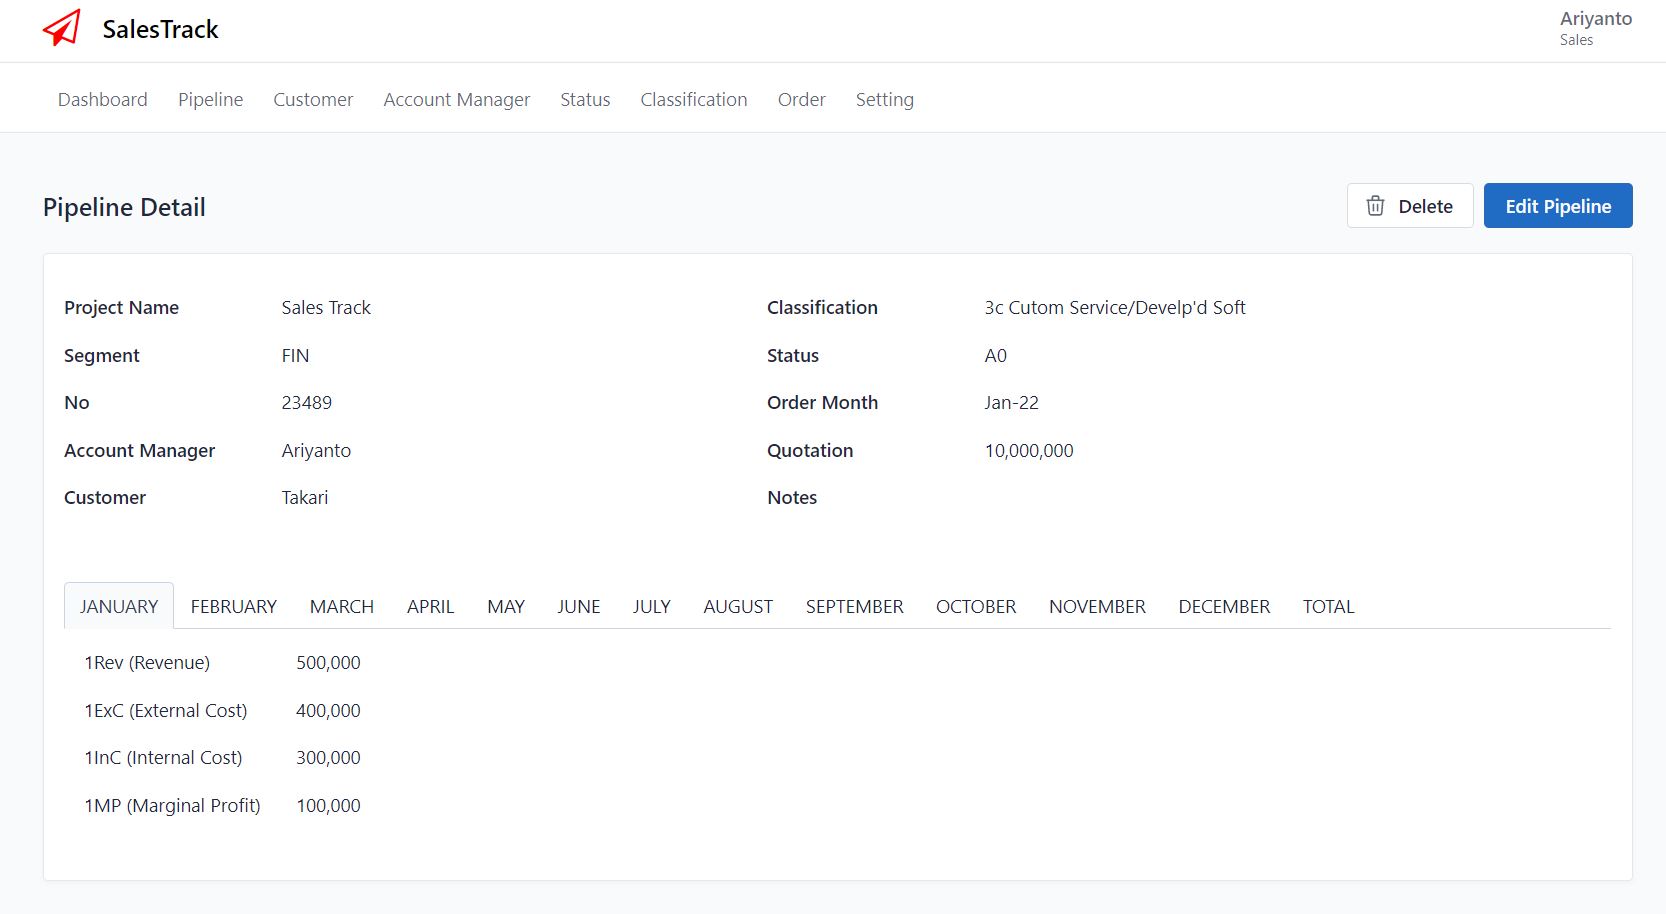 SalesTrack
Ariyanto
Sales
Dashboard Pipeline Customer Account Manager Status Classification Order Setting
Pipeline Detail
Delete Edit Pipeline
Project Name Sales Track Classification 3c Cutom Service/Develp'd Soft
Segment FIN Status A0
No 23489 Order Month Jan-22
Account Manager Ariyanto Quotation 10,000,000
Customer Takari Notes
JANUARY FEBRUARY MARCH APRIL MAY JUNE JULY AUGUST SEPTEMBER OCTOBER NOVEMBER DECEMBER TOTAL
1Rev (Revenue) 500,000
1ExC (External Cost) 400,000
1InC (Internal Cost) 300,000
1MP (Marginal Profit) 100,000